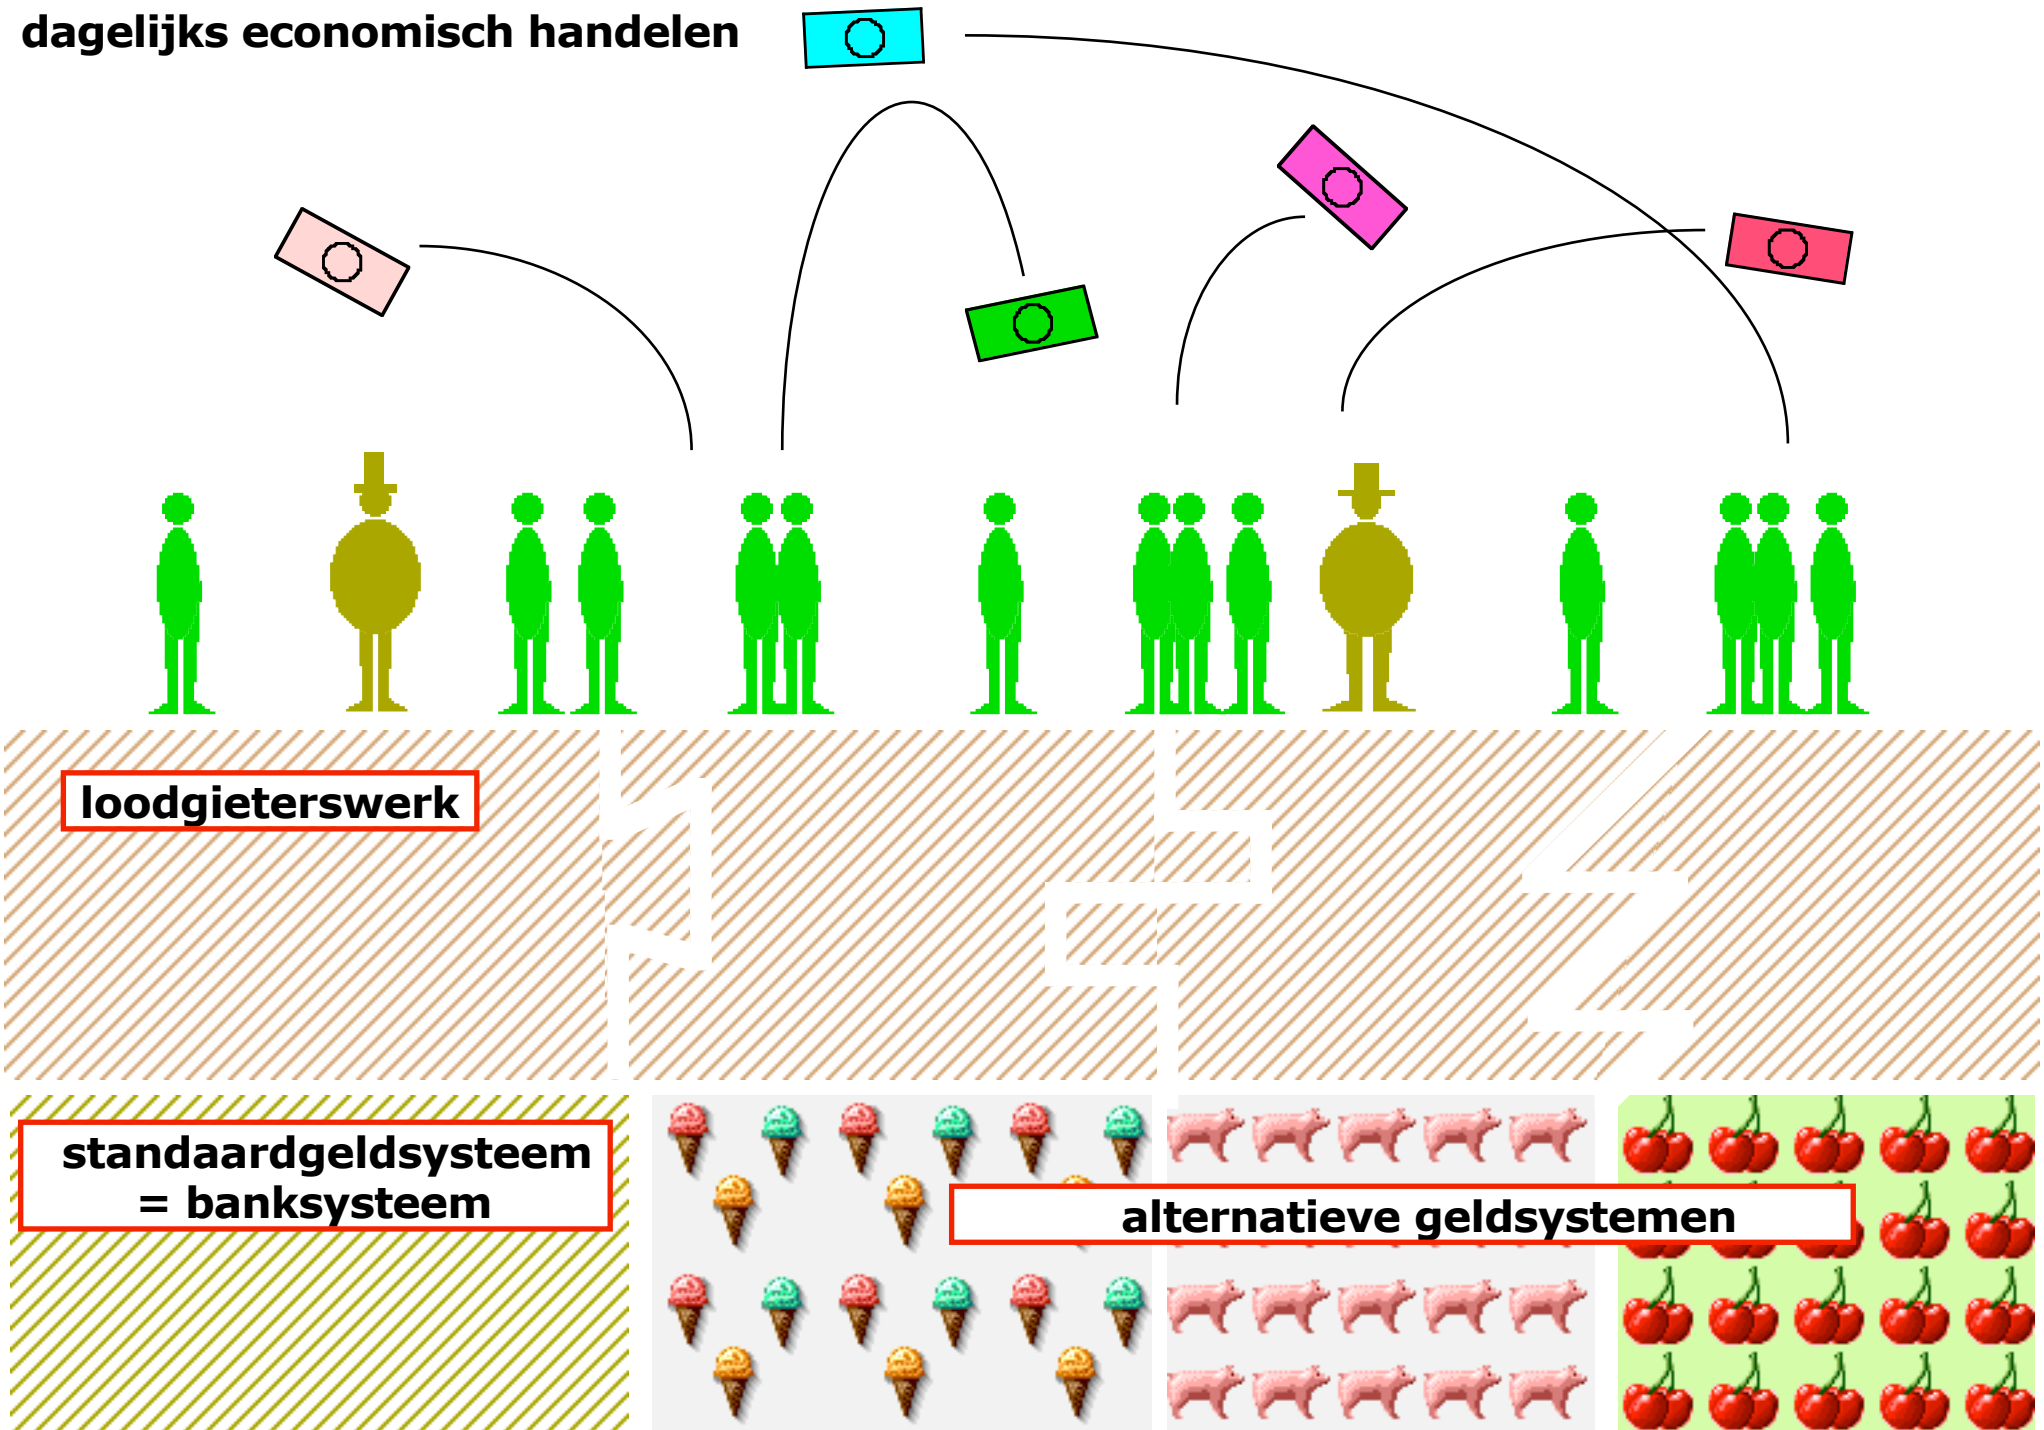 dagelijks economisch handelen
loodgieterswerk
standaardgeldsysteem
= banksysteem
alternatieve geldsystemen